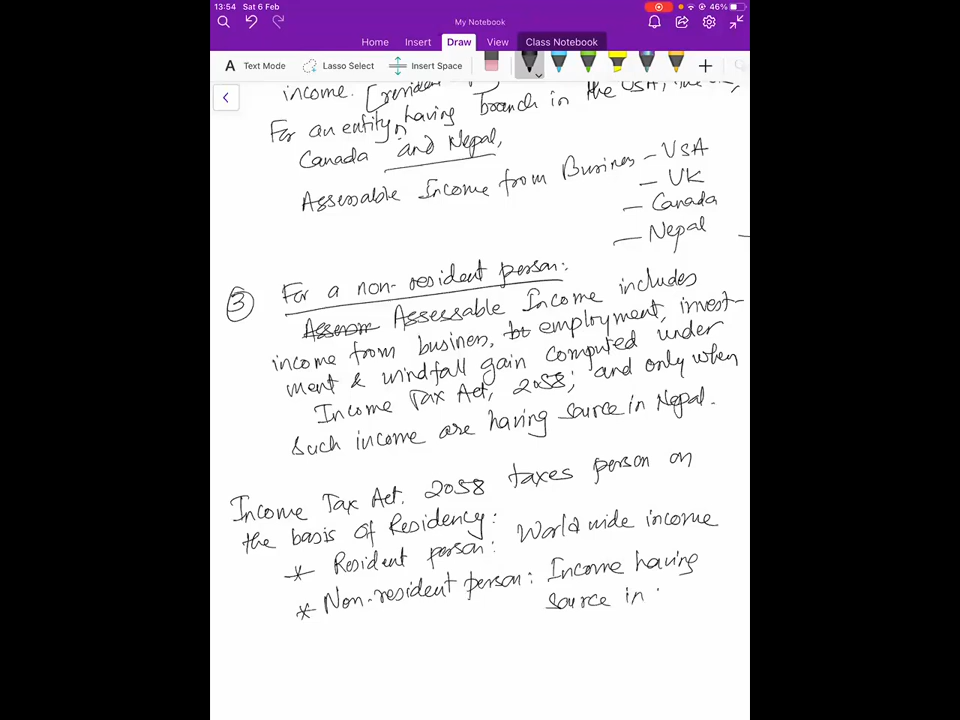 13:54 Sat 6 Feb
46%
My Notebook
Home Insert Draw View Class Notebook
A Text Mode Lasso Select Insert Space
income.
For an entity having branch in the USA,
Canada and Nepal,
Assessable Income from Business - USA
- UK
- Canada
- Nepal -
3 For a non-resident person:
Assessable Income includes
income from business, employment, invest-
ment & windfall gain computed under
Income Tax Act, 2058; and only when
Such income are having source in Nepal.
Income Tax Act. 2058 taxes person on
the basis of Residency:
* Resident person: World wide income
* Non-resident person: Income having
source in